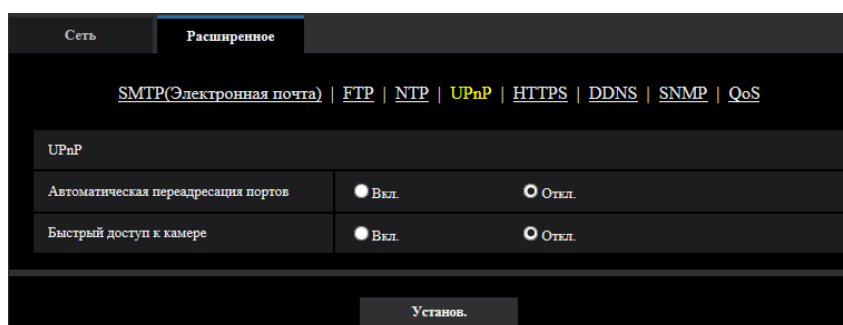 Сеть Расширенное
SMTP(Электронная почта) | FTP | NTP | UPnP | HTTPS | DDNS | SNMP | QoS
UPnP
Автоматическая переадресация портов Вкл. Откл.
Быстрый доступ к камере Вкл. Откл.
Установ.